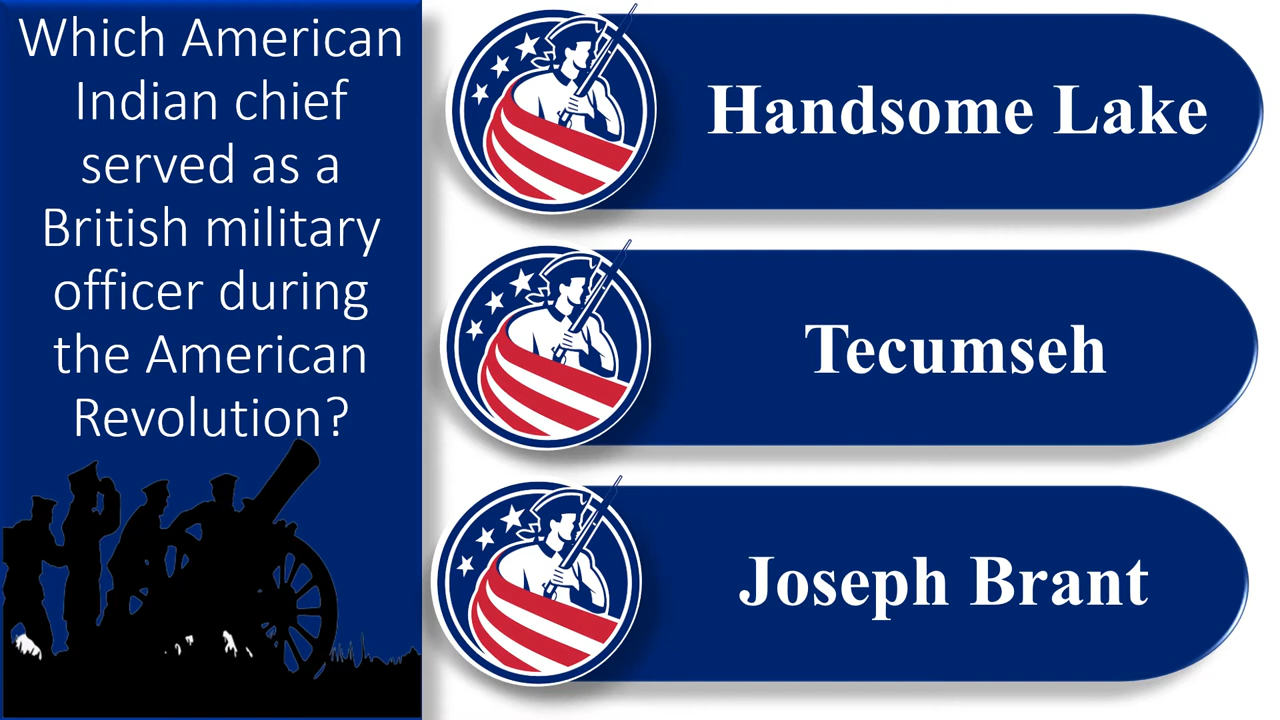 Which American
Indian chief
served as a
British military
officer during
the American
Revolution?
Handsome Lake
Tecumseh
Joseph Brant